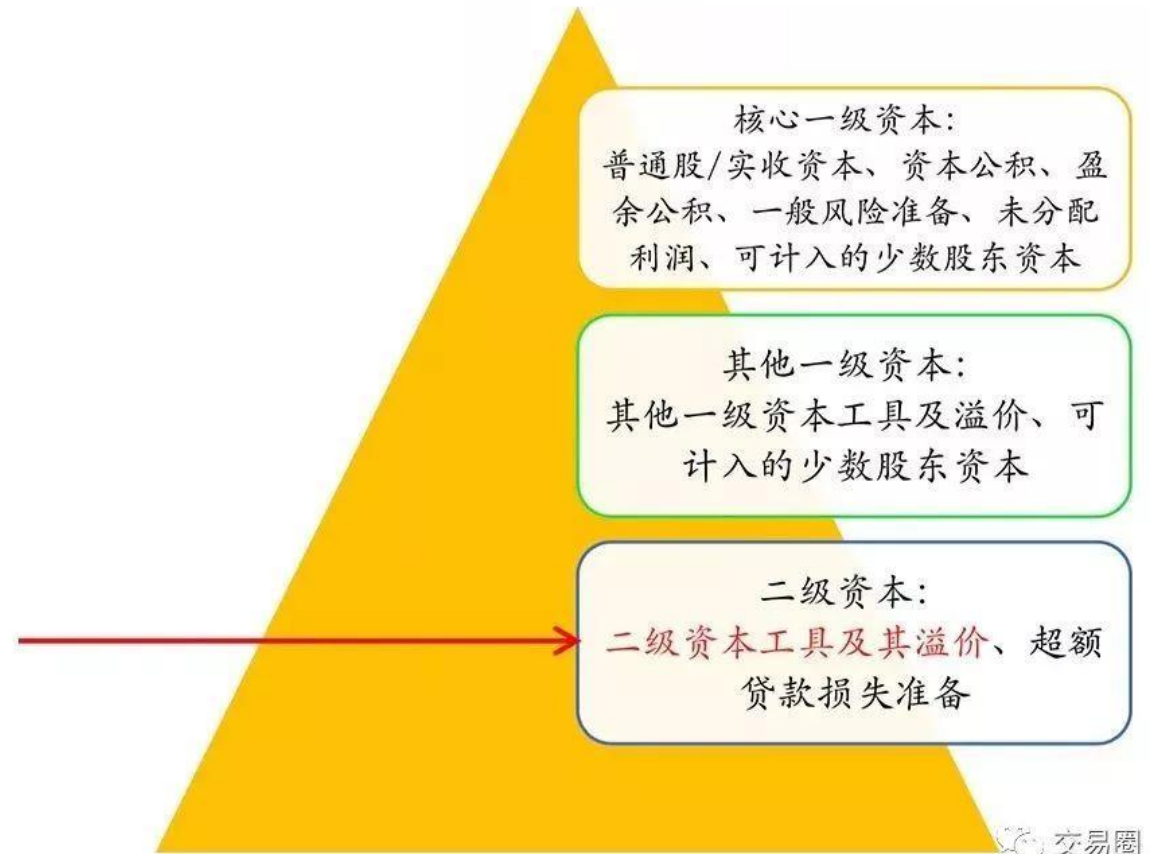 核心一级资本:
普通股/实收资本、资本公积、盈
余公积、一般风险准备、未分配
利润、可计入的少数股东资本
其他一级资本:
其他一级资本工具及溢价、可
计入的少数股东资本
二级资本:
二级资本工具及其溢价、超额
贷款损失准备
交易圈